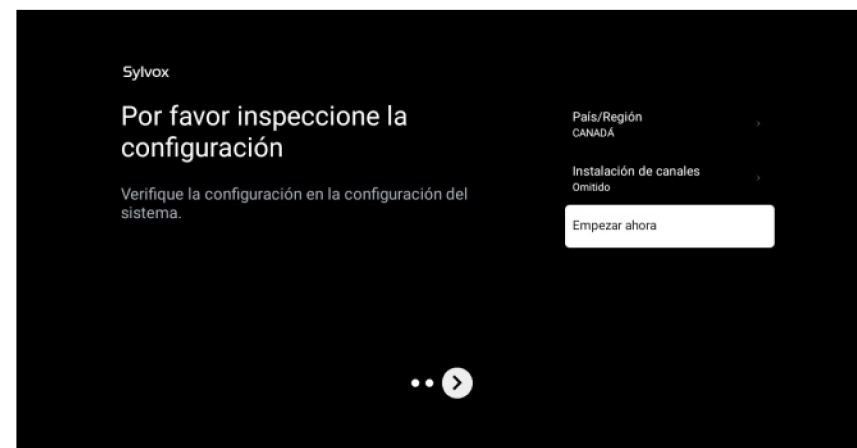 Sylvox
Por favor inspeccione la
configuración
Verifique la configuración en la configuración del
sistema.
País/Región
CANADÁ
Instalación de canales
Omitido
Empezar ahora